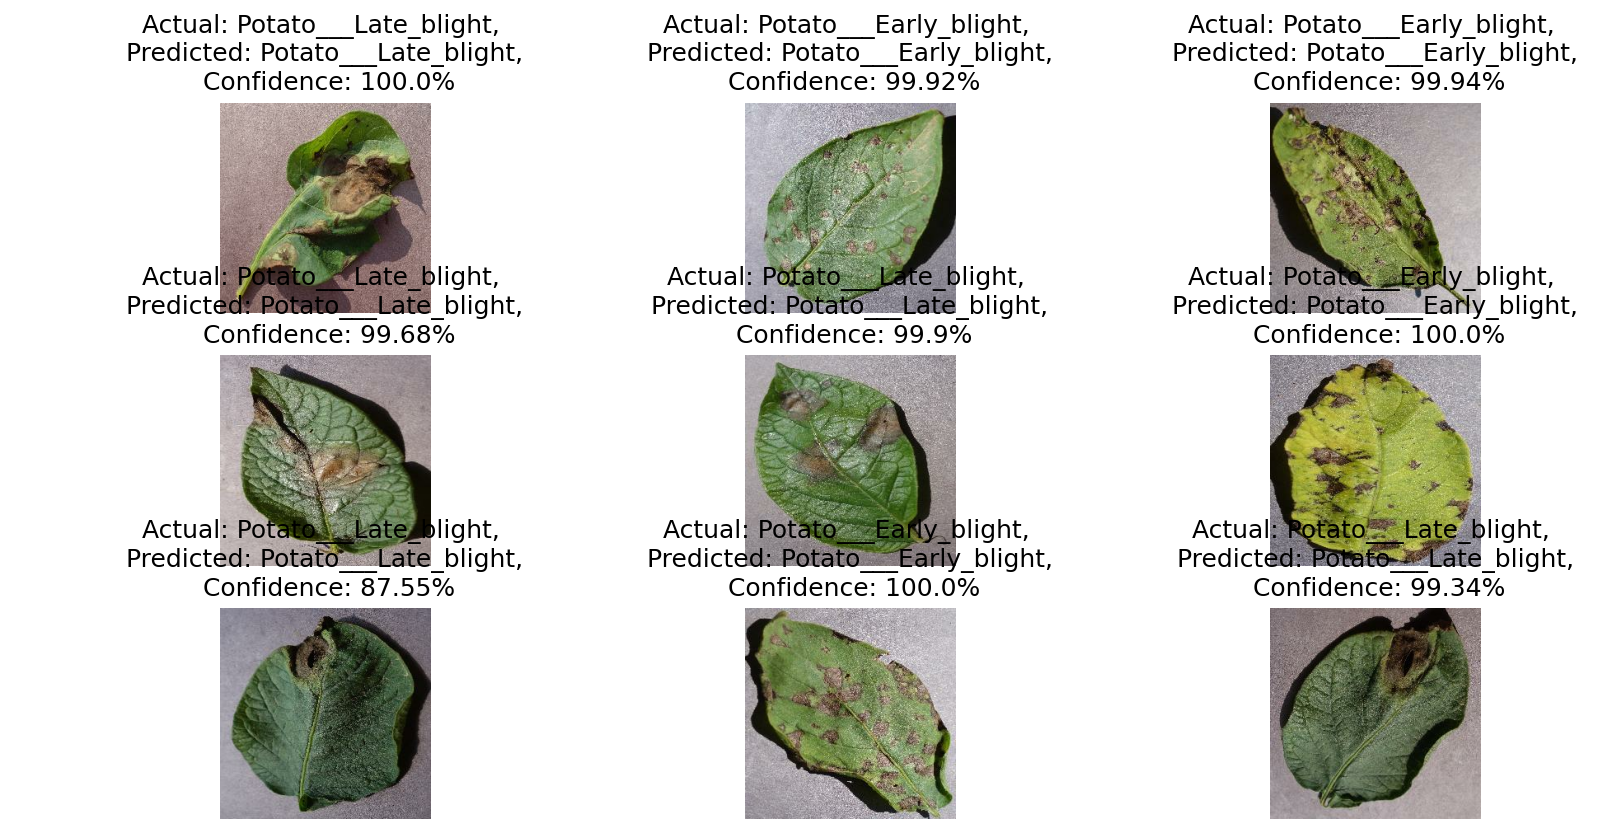 Actual: Potato___Late_blight,
Predicted: Potato___Late_blight,
Confidence: 100.0%
Actual: Potato___Early_blight,
Predicted: Potato___Early_blight,
Confidence: 99.92%
Actual: Potato___Early_blight,
Predicted: Potato___Early_blight,
Confidence: 99.94%
Actual: Potato___Late_blight,
Predicted: Potato___Late_blight,
Confidence: 99.68%
Actual: Potato___Late_blight,
Predicted: Potato___Late_blight,
Confidence: 99.9%
Actual: Potato___Early_blight,
Predicted: Potato___Early_blight,
Confidence: 100.0%
Actual: Potato___Late_blight,
Predicted: Potato___Late_blight,
Confidence: 87.55%
Actual: Potato___Early_blight,
Predicted: Potato___Early_blight,
Confidence: 100.0%
Actual: Potato___Late_blight,
Predicted: Potato___Late_blight,
Confidence: 99.34%